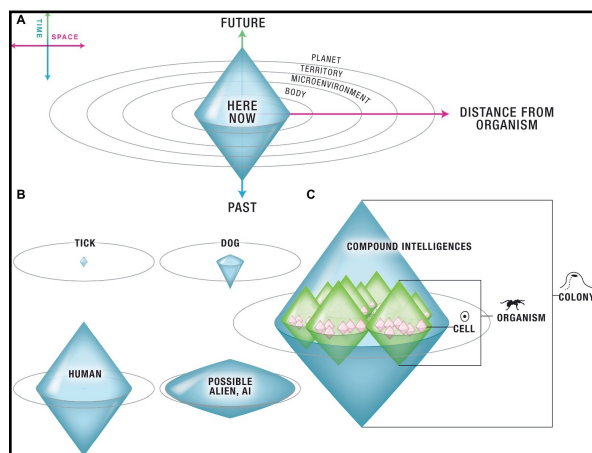 A
FUTURE
TIME
SPACE
PLANET
TERRITORY
MICROENVIRONMENT
BODY
HERE
NOW
DISTANCE FROM
ORGANISM
PAST
B
C
TICK
DOG
COMPOUND INTELLIGENCES
CELL
ORGANISM
COLONY
HUMAN
POSSIBLE
ALIEN, AI